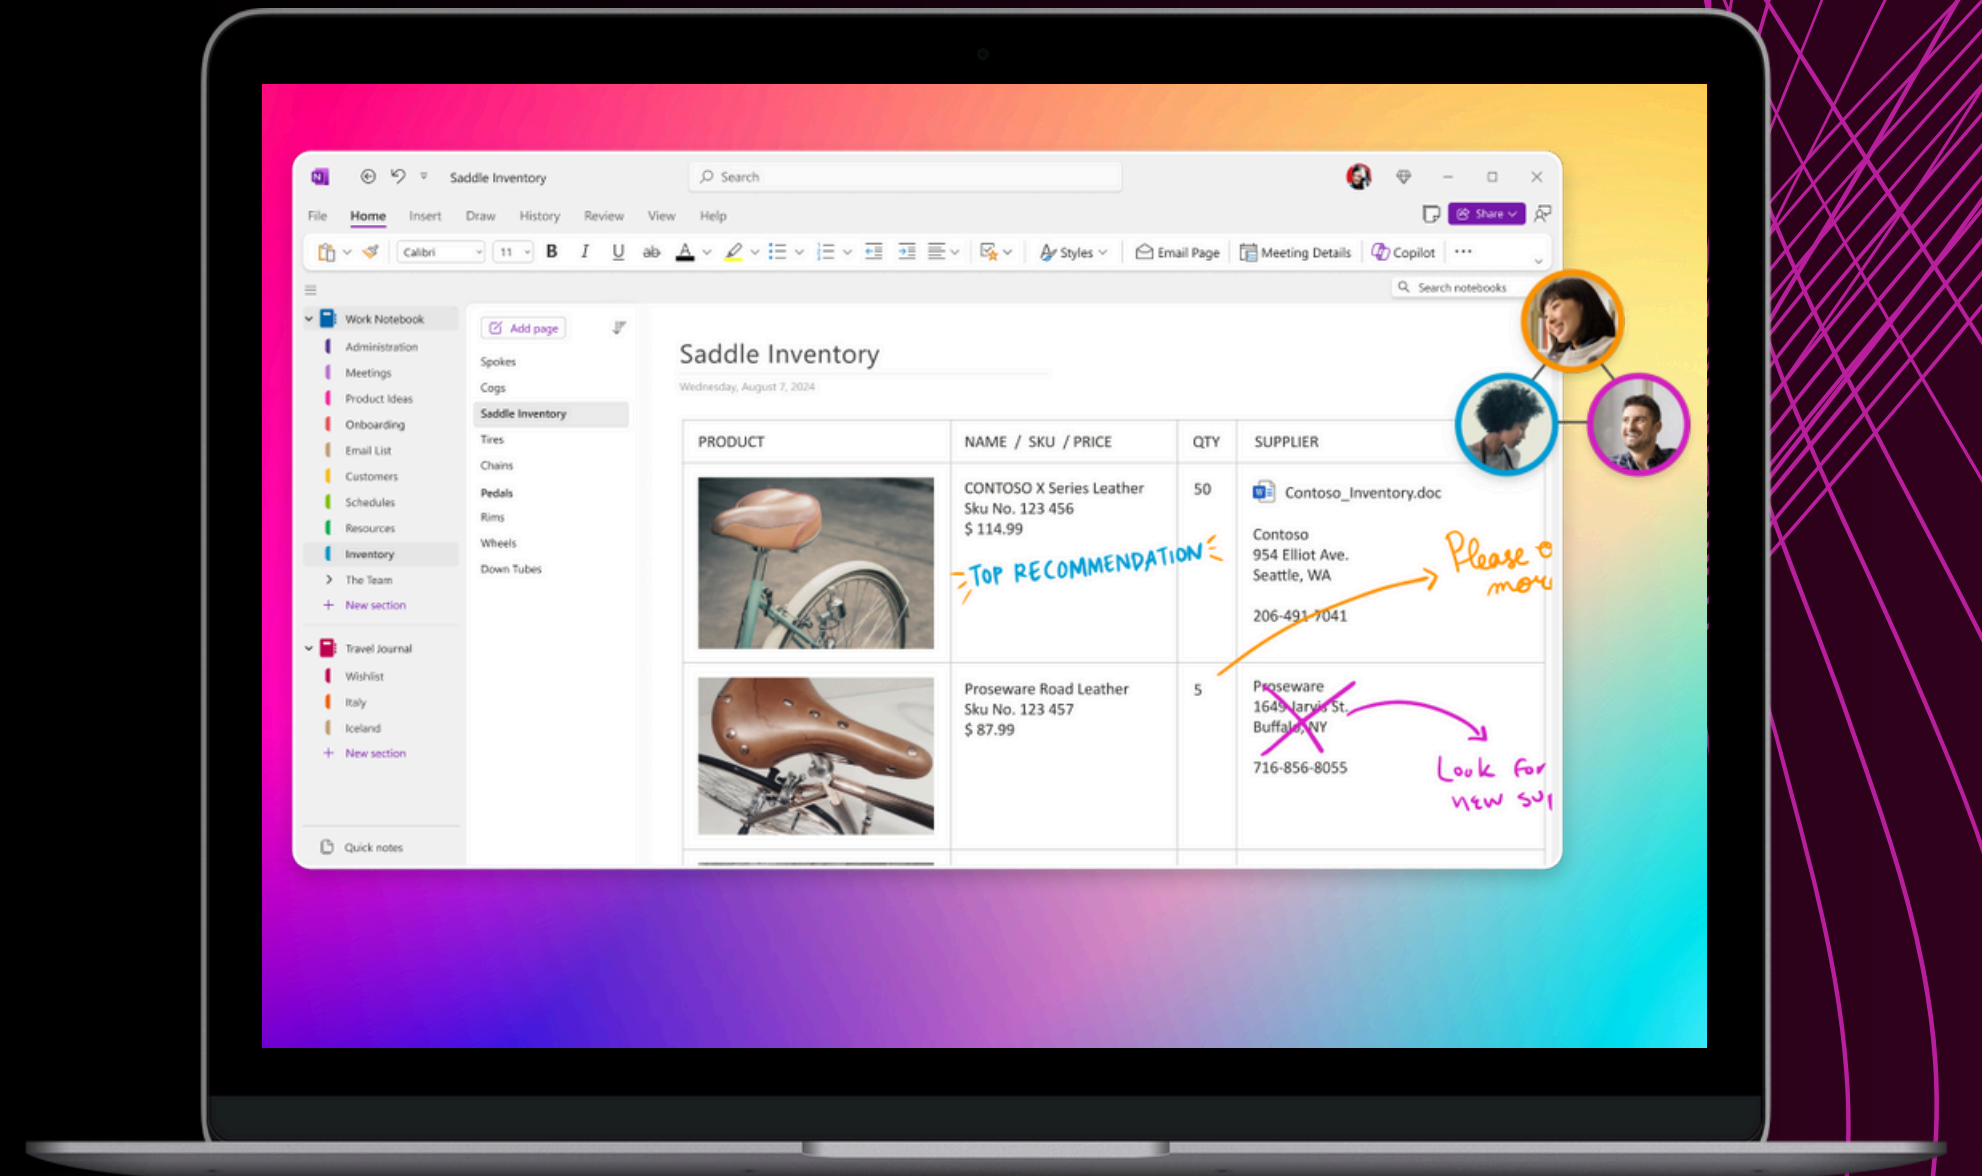 Saddle Inventory
Search
File Home Insert Draw History Review View Help
Share
Calibri 11 B I U ab A Styles Email Page Meeting Details Copilot
Search notebooks
Work Notebook
Administration
Meetings
Product Ideas
Onboarding
Email List
Customers
Schedules
Resources
Inventory
The Team
New section
Travel Journal
Wishlist
Italy
Iceland
New section
Quick notes
Add page
Spokes
Cogs
Saddle Inventory
Tires
Chains
Pedals
Rims
Wheels
Down Tubes
Saddle Inventory
Wednesday, August 7, 2024
PRODUCT NAME / SKU / PRICE QTY SUPPLIER
CONTOSO X Series Leather
Sku No. 123 456
$ 114.99
TOP RECOMMENDATION
50
Contoso_Inventory.doc
Contoso
954 Elliot Ave.
Seattle, WA
206-491-7041
Please
more
Proseware Road Leather
Sku No. 123 457
$ 87.99
5
Proseware
1649 Jarvis St.
Buffalo, NY
716-856-8055
Look for
new